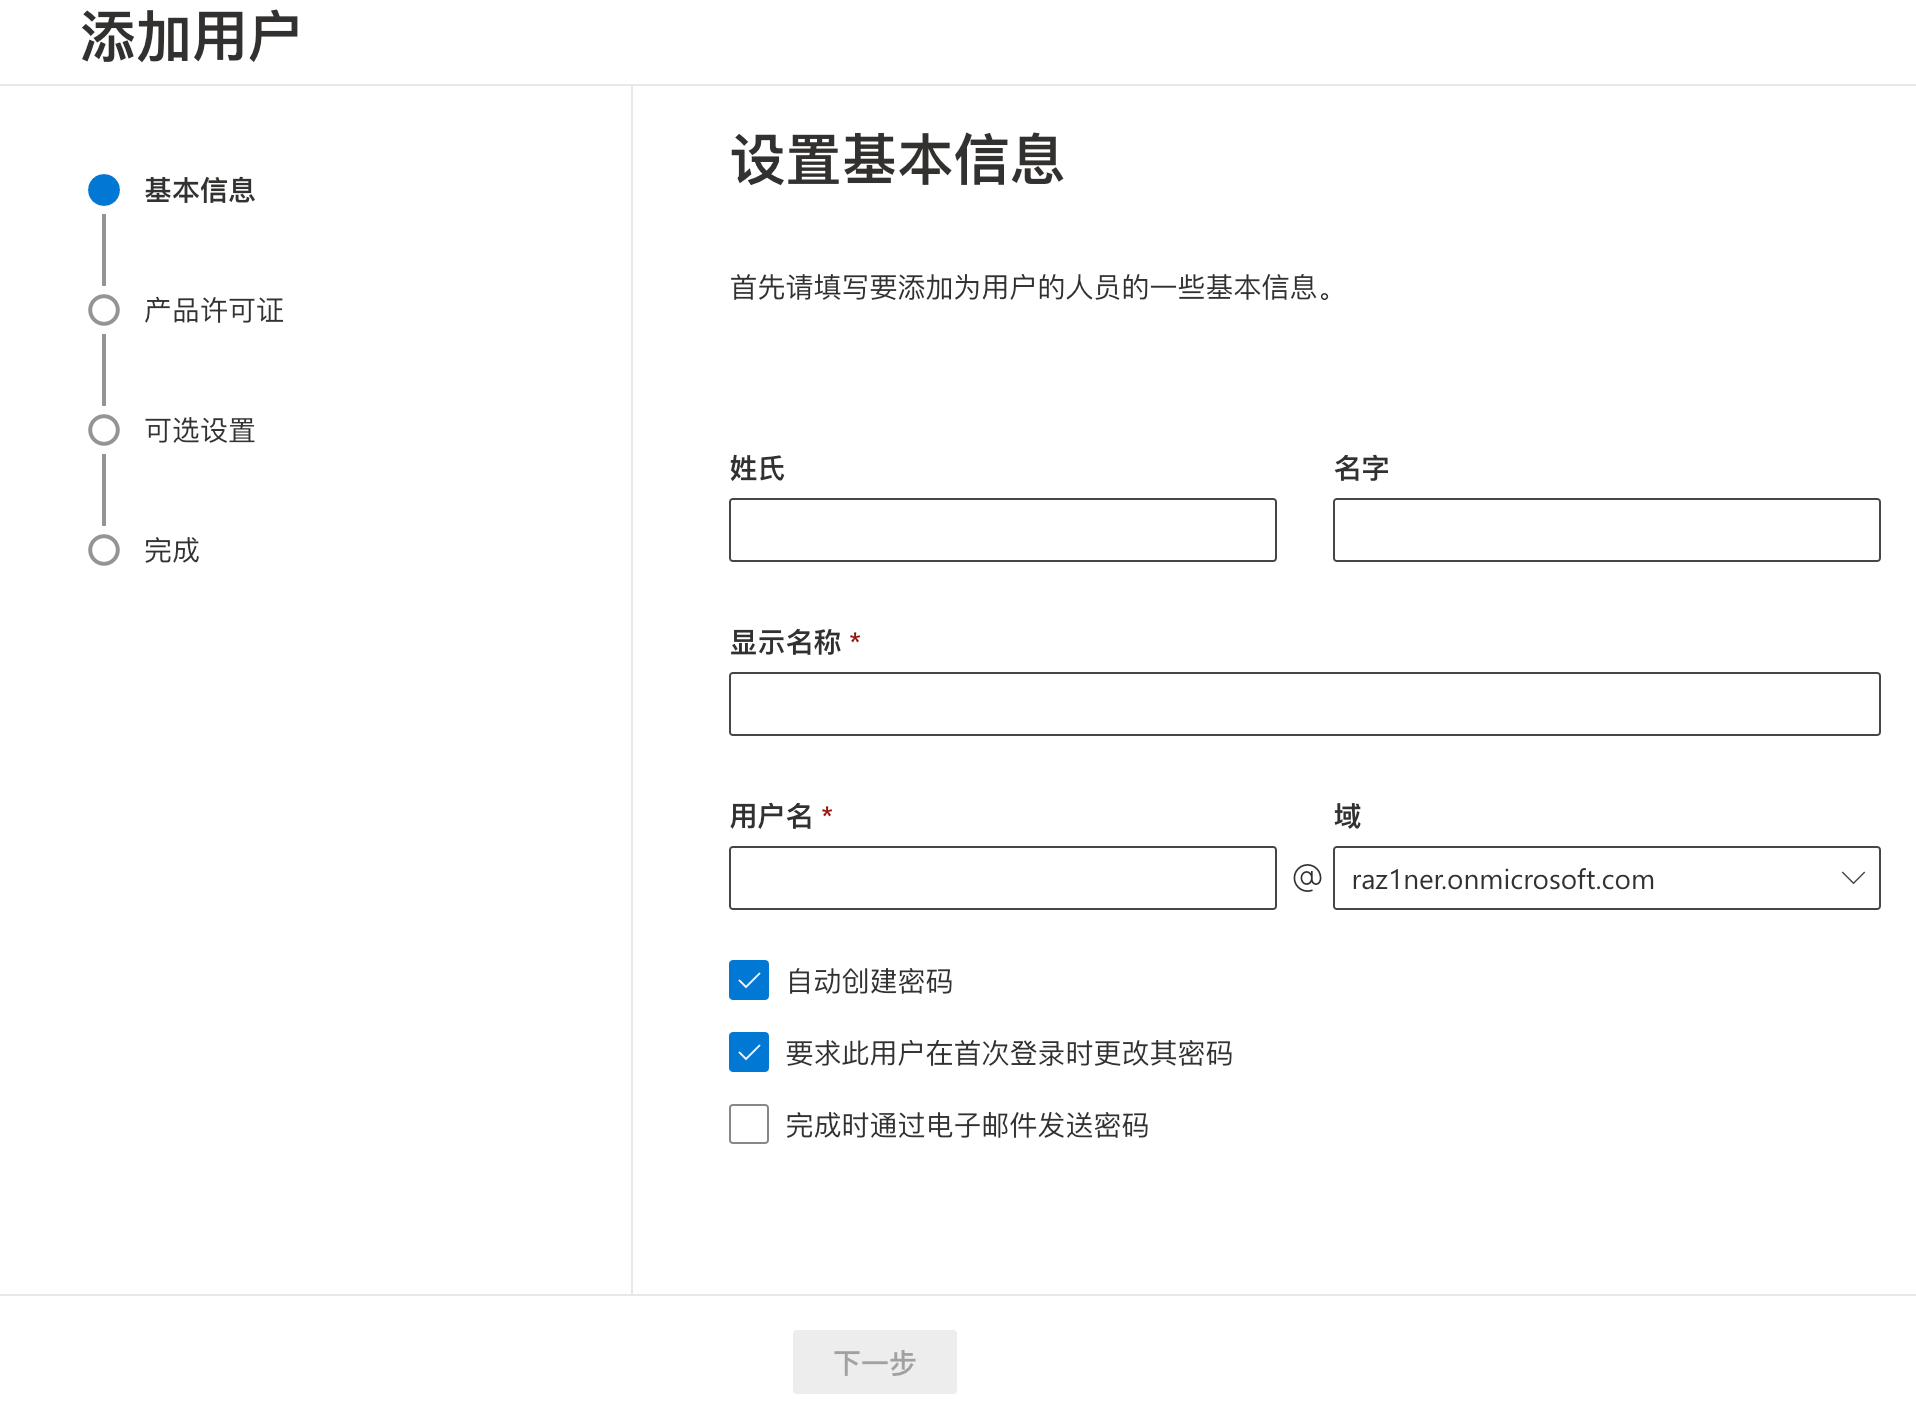 添加用户
基本信息
产品许可证
可选设置
完成
设置基本信息
首先请填写要添加为用户的人员的一些基本信息。
姓氏
名字
显示名称 *
用户名 *
域
@
raz1ner.onmicrosoft.com
自动创建密码
要求此用户在首次登录时更改其密码
完成时通过电子邮件发送密码
下一步